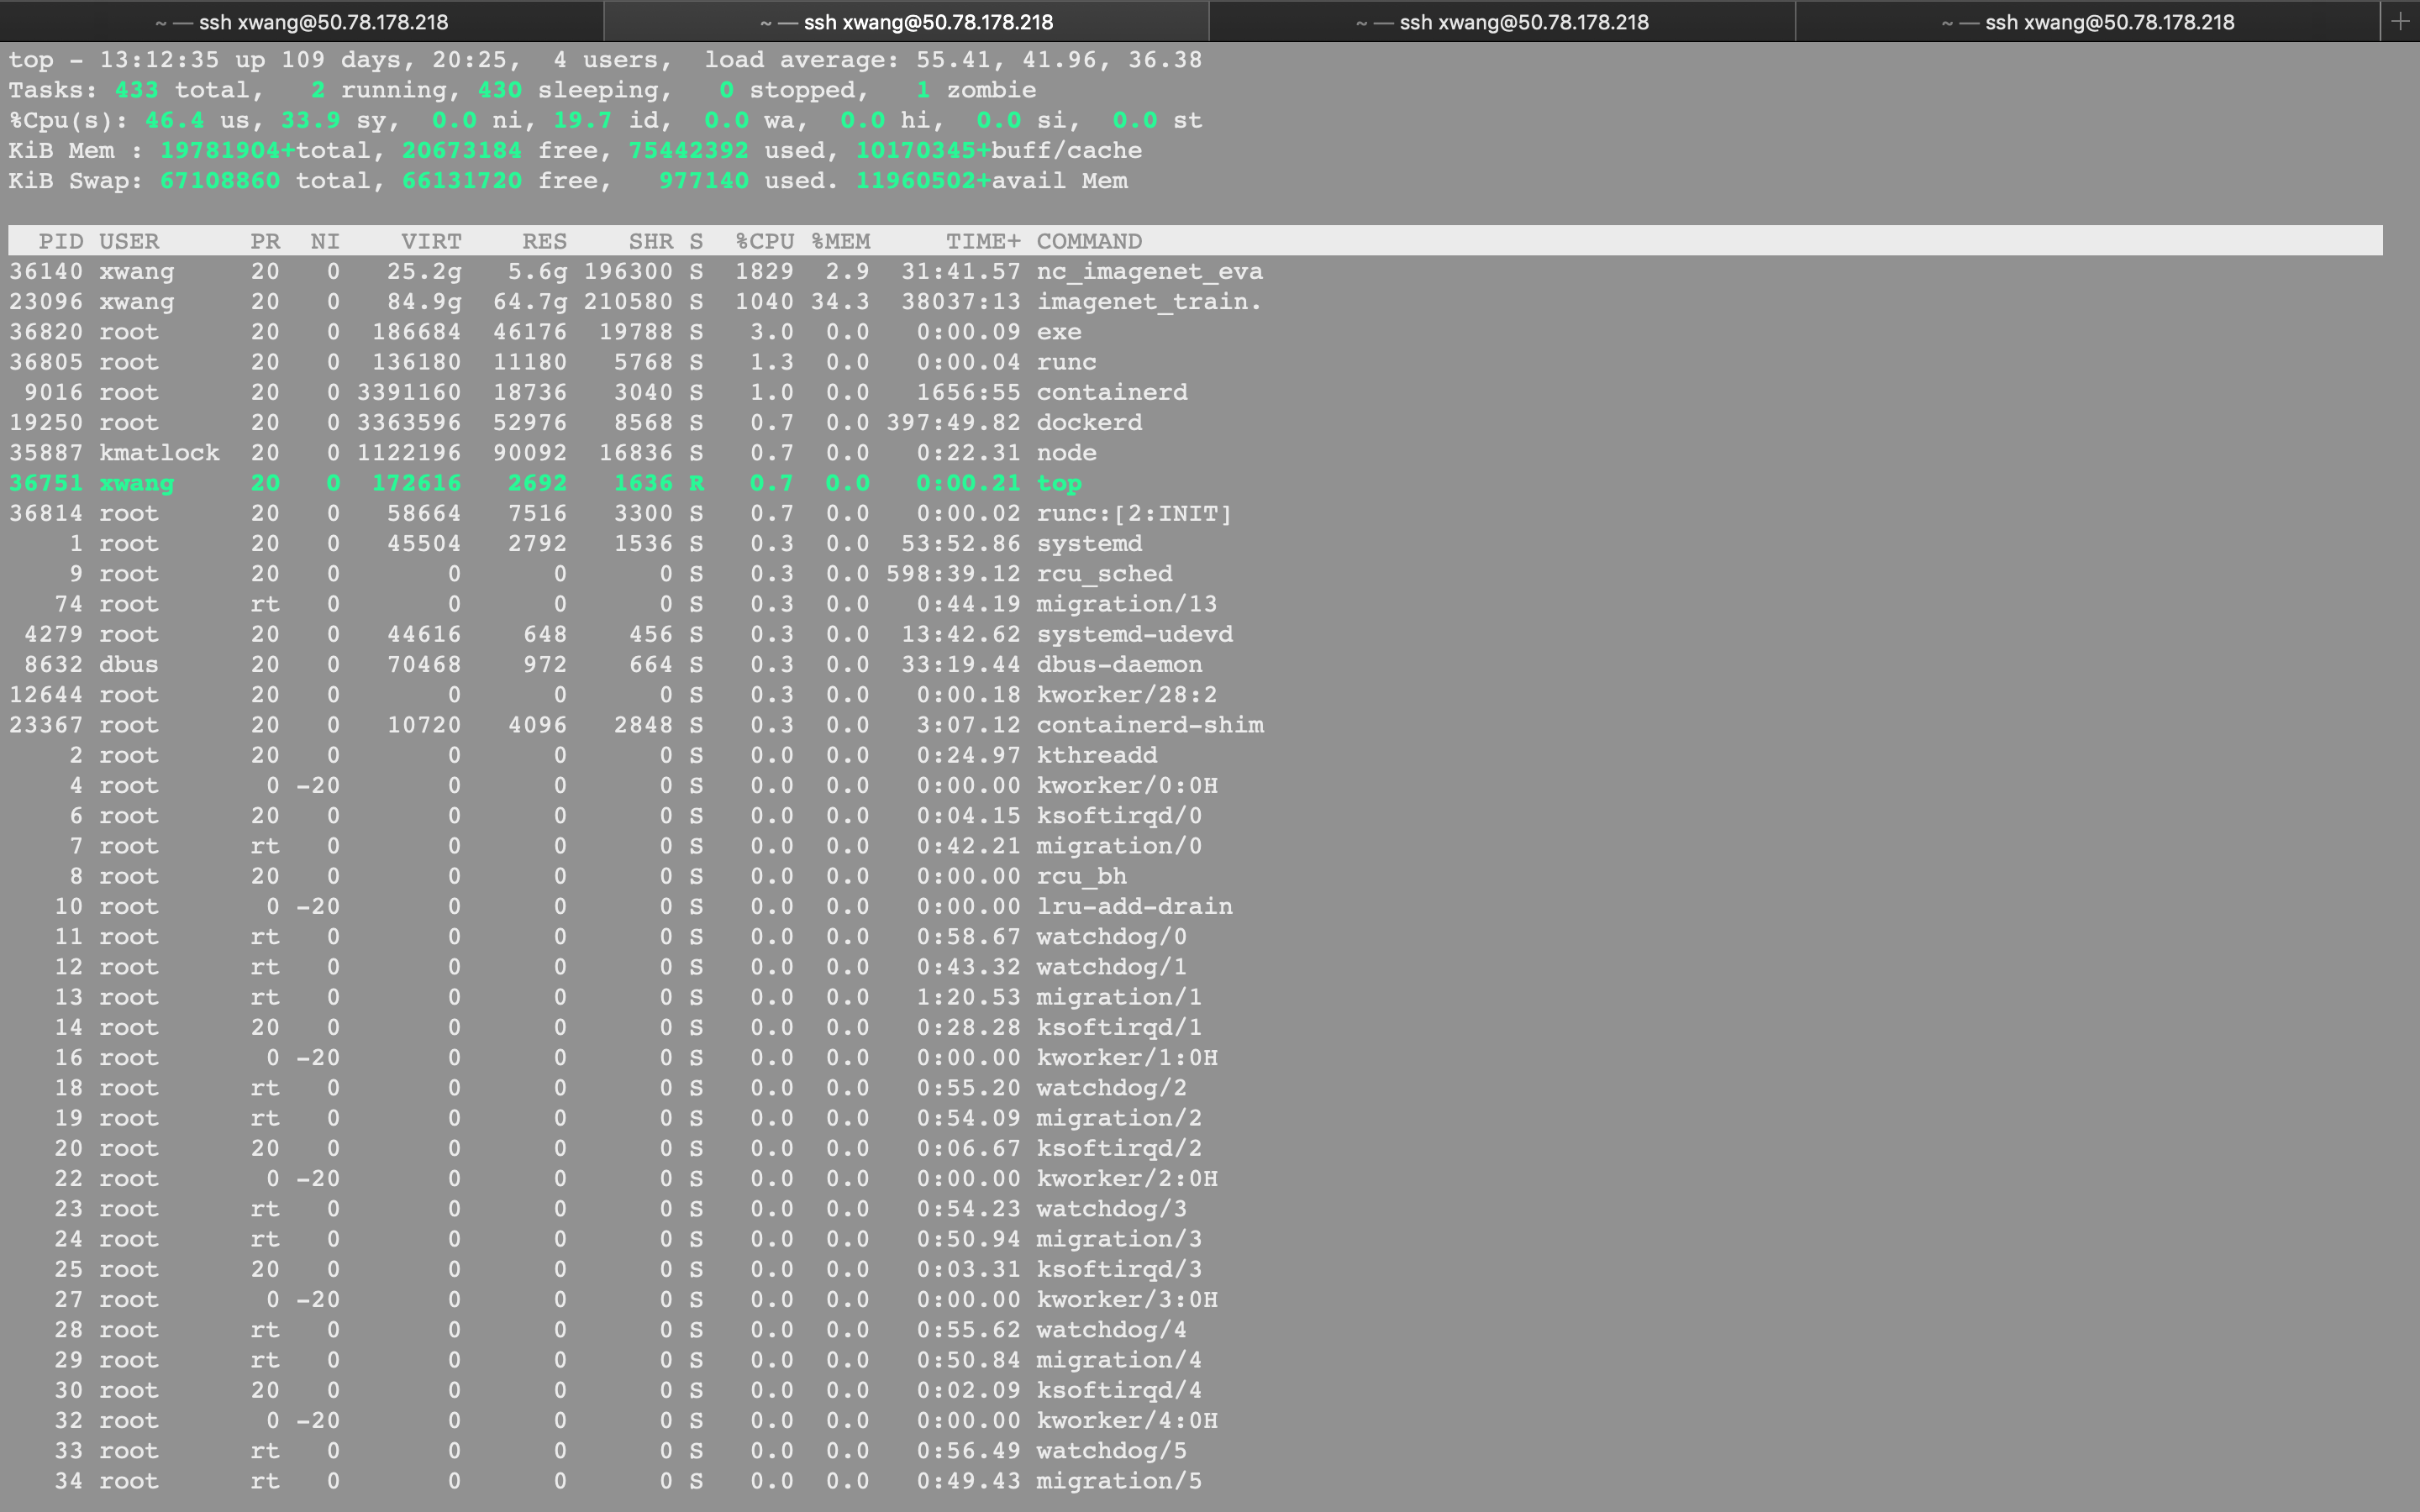 ~ — ssh xwang@50.78.178.218 ~ — ssh xwang@50.78.178.218 ~ — ssh xwang@50.78.178.218 ~ — ssh xwang@50.78.178.218 +
top - 13:12:35 up 109 days, 20:25,  4 users,  load average: 55.41, 41.96, 36.38
Tasks: 433 total,   2 running, 430 sleeping,   0 stopped,   1 zombie
%Cpu(s): 46.4 us, 33.9 sy,  0.0 ni, 19.7 id,  0.0 wa,  0.0 hi,  0.0 si,  0.0 st
KiB Mem : 19781904+total, 20673184 free, 75442392 used, 10170345+buff/cache
KiB Swap: 67108860 total, 66131720 free,   977140 used. 11960502+avail Mem
PID USER PR NI VIRT RES SHR S %CPU %MEM TIME+ COMMAND
36140 xwang 20 0 25.2g 5.6g 196300 S 1829 2.9 31:41.57 nc_imagenet_eva
23096 xwang 20 0 84.9g 64.7g 210580 S 1040 34.3 38037:13 imagenet_train.
36820 root 20 0 186684 46176 19788 S 3.0 0.0 0:00.09 exe
36805 root 20 0 136180 11180 5768 S 1.3 0.0 0:00.04 runc
9016 root 20 0 3391160 18736 3040 S 1.0 0.0 1656:55 containerd
19250 root 20 0 3363596 52976 8568 S 0.7 0.0 397:49.82 dockerd
35887 kmatlock 20 0 1122196 90092 16836 S 0.7 0.0 0:22.31 node
36751 xwang 20 0 172616 2692 1636 R 0.7 0.0 0:00.21 top
36814 root 20 0 58664 7516 3300 S 0.7 0.0 0:00.02 runc:[2:INIT]
1 root 20 0 45504 2792 1536 S 0.3 0.0 53:52.86 systemd
9 root 20 0 0 0 0 S 0.3 0.0 598:39.12 rcu_sched
74 root rt 0 0 0 0 S 0.3 0.0 0:44.19 migration/13
4279 root 20 0 44616 648 456 S 0.3 0.0 13:42.62 systemd-udevd
8632 dbus 20 0 70468 972 664 S 0.3 0.0 33:19.44 dbus-daemon
12644 root 20 0 0 0 0 S 0.3 0.0 0:00.18 kworker/28:2
23367 root 20 0 10720 4096 2848 S 0.3 0.0 3:07.12 containerd-shim
2 root 20 0 0 0 0 S 0.0 0.0 0:24.97 kthreadd
4 root 0 -20 0 0 0 S 0.0 0.0 0:00.00 kworker/0:0H
6 root 20 0 0 0 0 S 0.0 0.0 0:04.15 ksoftirqd/0
7 root rt 0 0 0 0 S 0.0 0.0 0:42.21 migration/0
8 root 20 0 0 0 0 S 0.0 0.0 0:00.00 rcu_bh
10 root 0 -20 0 0 0 S 0.0 0.0 0:00.00 lru-add-drain
11 root rt 0 0 0 0 S 0.0 0.0 0:58.67 watchdog/0
12 root rt 0 0 0 0 S 0.0 0.0 0:43.32 watchdog/1
13 root rt 0 0 0 0 S 0.0 0.0 1:20.53 migration/1
14 root 20 0 0 0 0 S 0.0 0.0 0:28.28 ksoftirqd/1
16 root 0 -20 0 0 0 S 0.0 0.0 0:00.00 kworker/1:0H
18 root rt 0 0 0 0 S 0.0 0.0 0:55.20 watchdog/2
19 root rt 0 0 0 0 S 0.0 0.0 0:54.09 migration/2
20 root 20 0 0 0 0 S 0.0 0.0 0:06.67 ksoftirqd/2
22 root 0 -20 0 0 0 S 0.0 0.0 0:00.00 kworker/2:0H
23 root rt 0 0 0 0 S 0.0 0.0 0:54.23 watchdog/3
24 root rt 0 0 0 0 S 0.0 0.0 0:50.94 migration/3
25 root 20 0 0 0 0 S 0.0 0.0 0:03.31 ksoftirqd/3
27 root 0 -20 0 0 0 S 0.0 0.0 0:00.00 kworker/3:0H
28 root rt 0 0 0 0 S 0.0 0.0 0:55.62 watchdog/4
29 root rt 0 0 0 0 S 0.0 0.0 0:50.84 migration/4
30 root 20 0 0 0 0 S 0.0 0.0 0:02.09 ksoftirqd/4
32 root 0 -20 0 0 0 S 0.0 0.0 0:00.00 kworker/4:0H
33 root rt 0 0 0 0 S 0.0 0.0 0:56.49 watchdog/5
34 root rt 0 0 0 0 S 0.0 0.0 0:49.43 migration/5